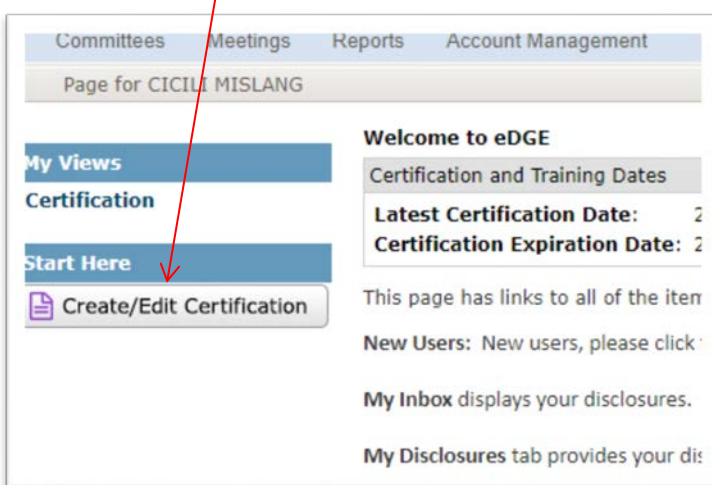 Committees Meetings Reports Account Management
Page for CICILI MISLANG
My Views
Certification
Start Here
Create/Edit Certification
Welcome to eDGE
Certification and Training Dates
Latest Certification Date: 2
Certification Expiration Date: 2
This page has links to all of the item
New Users: New users, please click
My Inbox displays your disclosures.
My Disclosures tab provides your dis